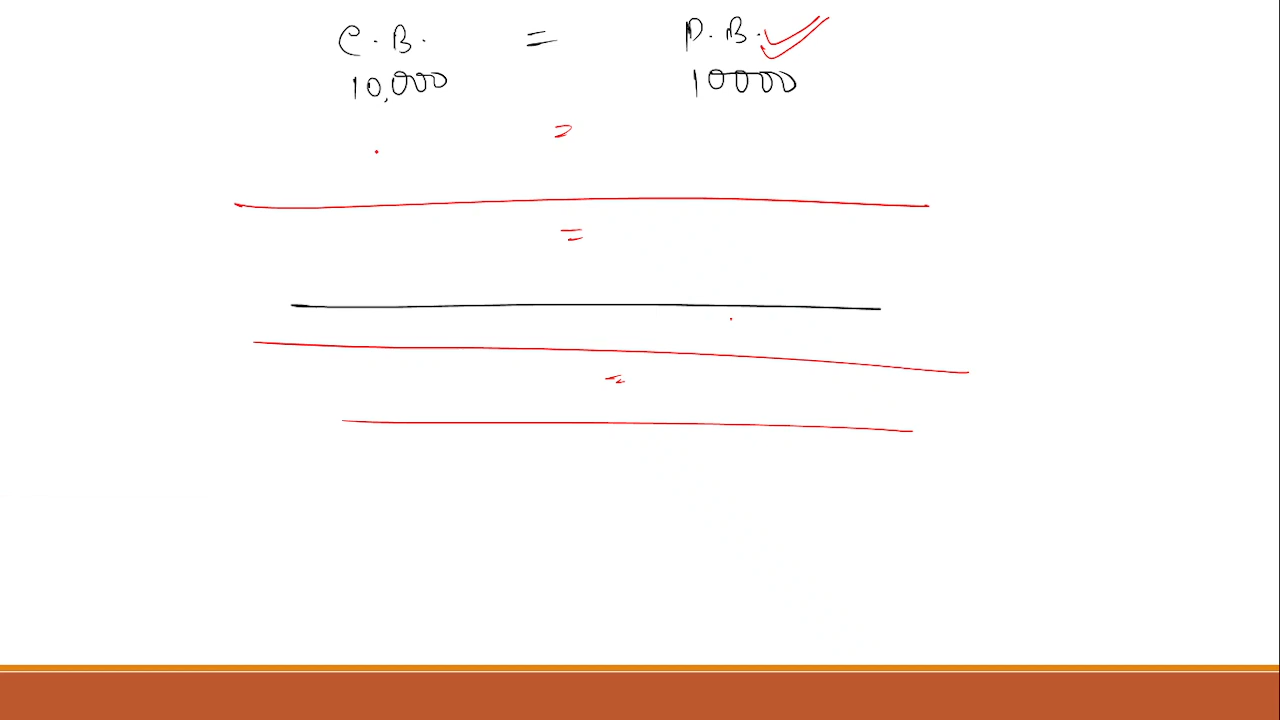 C.B. = P.B.
10,000 10000
=
=
=